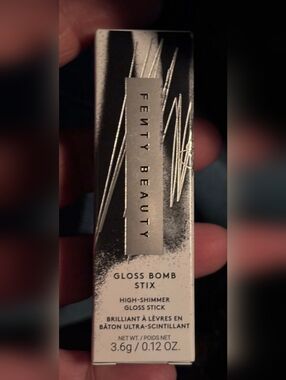 FENTY BEAUTY
GLOSS BOMB
STIX
HIGH-SHIMMER
GLOSS STICK
BRILLIANT À LÈVRES EN
BÂTON ULTRA-SCINTILLANT
NET WT. / POIDS NET
3.6g / 0.12 OZ.